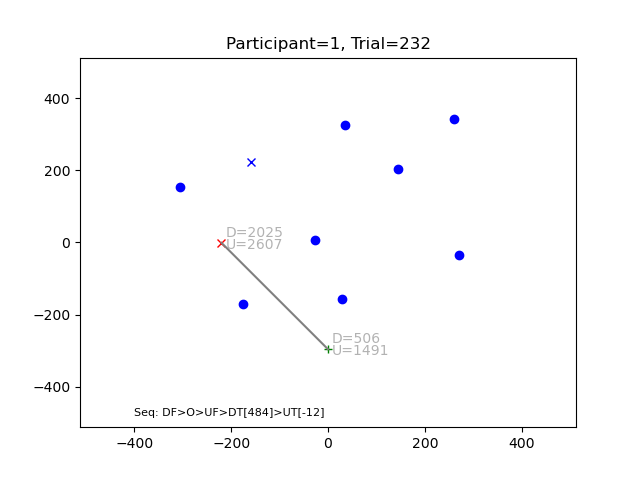 Participant=1, Trial=232
400
200
0
−200
−400
D=2025
U=2607
D=506
U=1491
Seq: DF>O>UF>DT[484]>UT[-12]
−400
−200
0
200
400